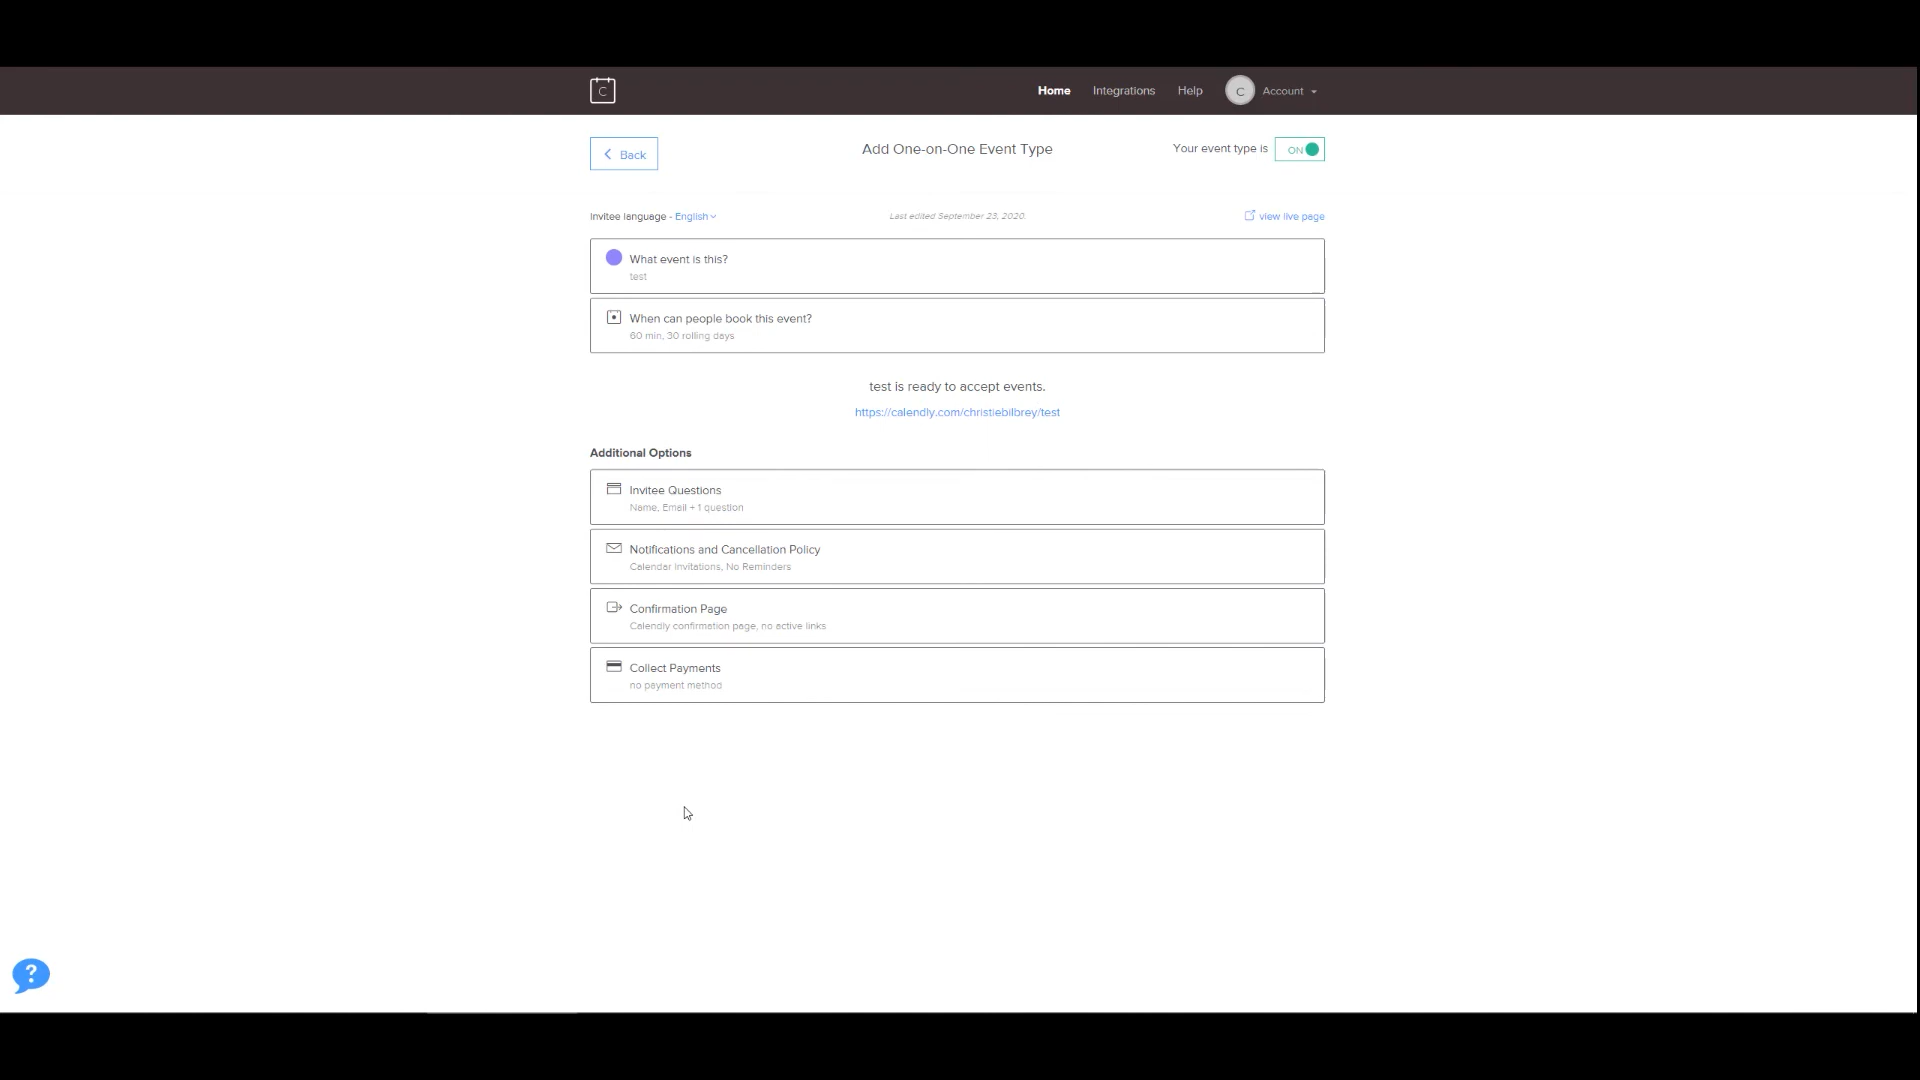 C
Home Integrations Help C Account
Back
Add One-on-One Event Type
Your event type is ON
Invitee language - English
Last edited September 23, 2020.
view live page
What event is this?
test
When can people book this event?
60 min, 30 rolling days
test is ready to accept events.
https://calendly.com/christiebilbrey/test
Additional Options
Invitee Questions
Name, Email + 1 question
Notifications and Cancellation Policy
Calendar Invitations, No Reminders
Confirmation Page
Calendly confirmation page, no active links
Collect Payments
no payment method
?